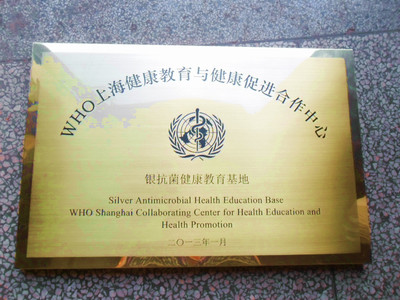 WHO上海健康教育与健康促进合作中心
银抗菌健康教育基地
Silver Antimicrobial Health Education Base
WHO Shanghai Collaborating Center for Health Education and
Health Promotion
二〇一三年一月